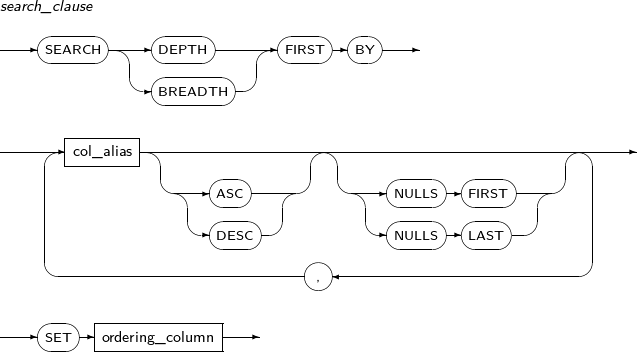 search_clause
SEARCH DEPTH FIRST BY
BREADTH
col_alias
ASC NULLS FIRST
DESC NULLS LAST
,
SET ordering_column